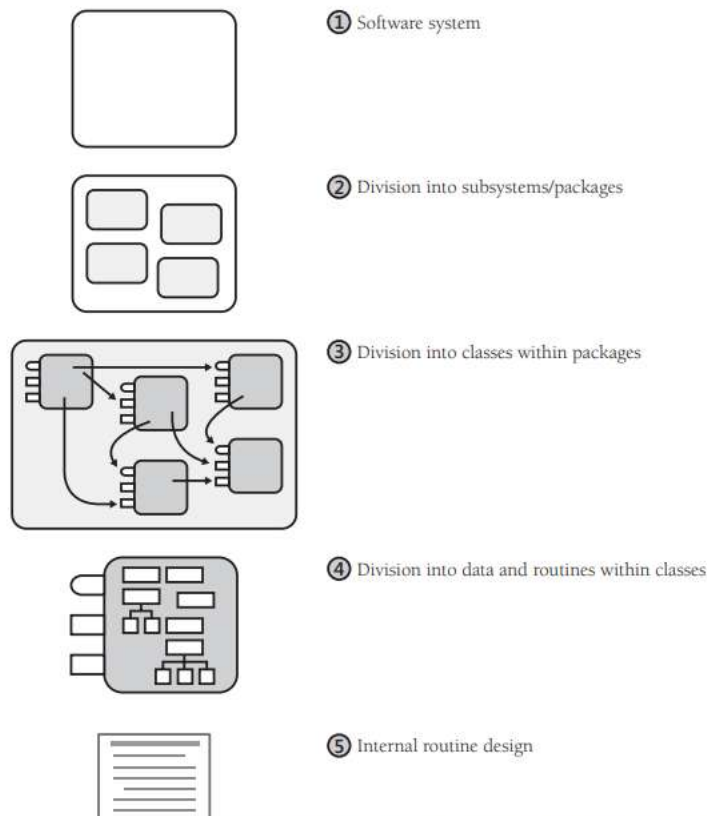 1 Software system
2 Division into subsystems/packages
3 Division into classes within packages
4 Division into data and routines within classes
5 Internal routine design